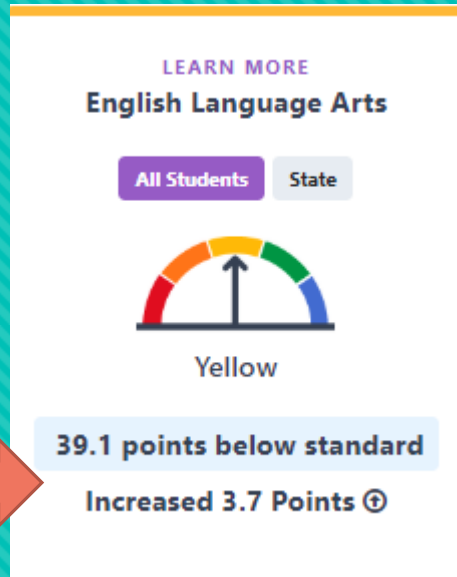 LEARN MORE
English Language Arts
All Students State
Yellow
39.1 points below standard
Increased 3.7 Points